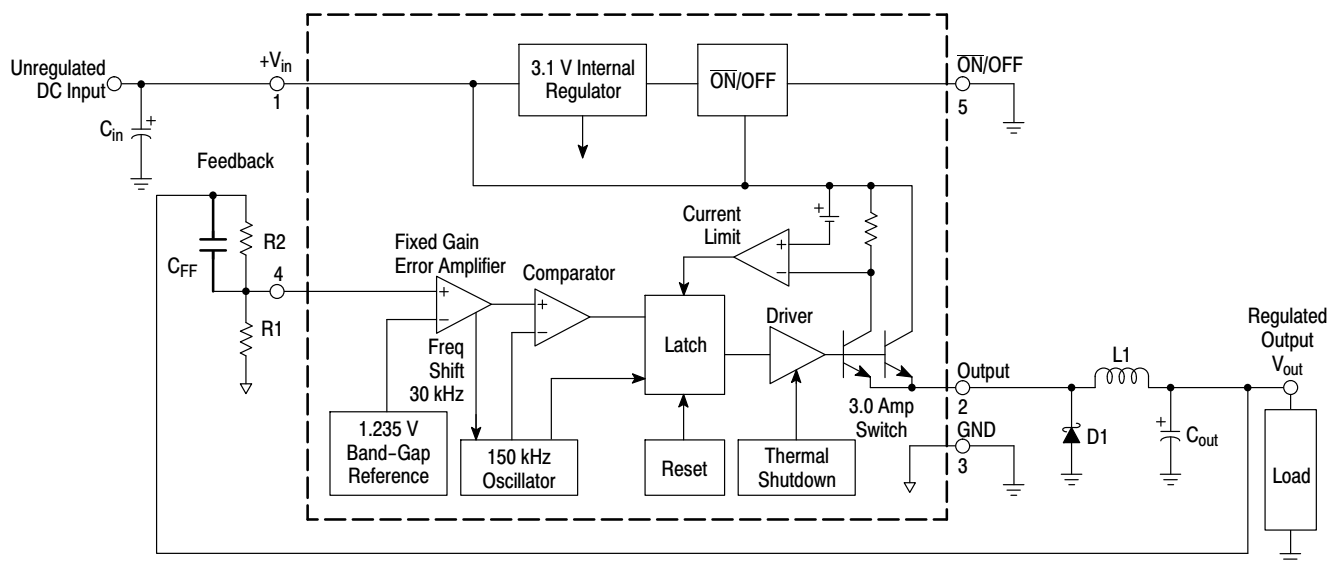 Unregulated
DC Input
+Vin
1
Cin
+
3.1 V Internal
Regulator
O̅N̅/OFF
O̅N̅/OFF
5
Feedback
R2
CFF
4
R1
Fixed Gain
Error Amplifier
+
−
Comparator
+
−
Current
Limit
+
−
+
Freq
Shift
30 kHz
Latch
Driver
1.235 V
Band-Gap
Reference
150 kHz
Oscillator
Reset
Thermal
Shutdown
3.0 Amp
Switch
Output
2
GND
3
L1
D1
+
Cout
Regulated
Output
Vout
Load